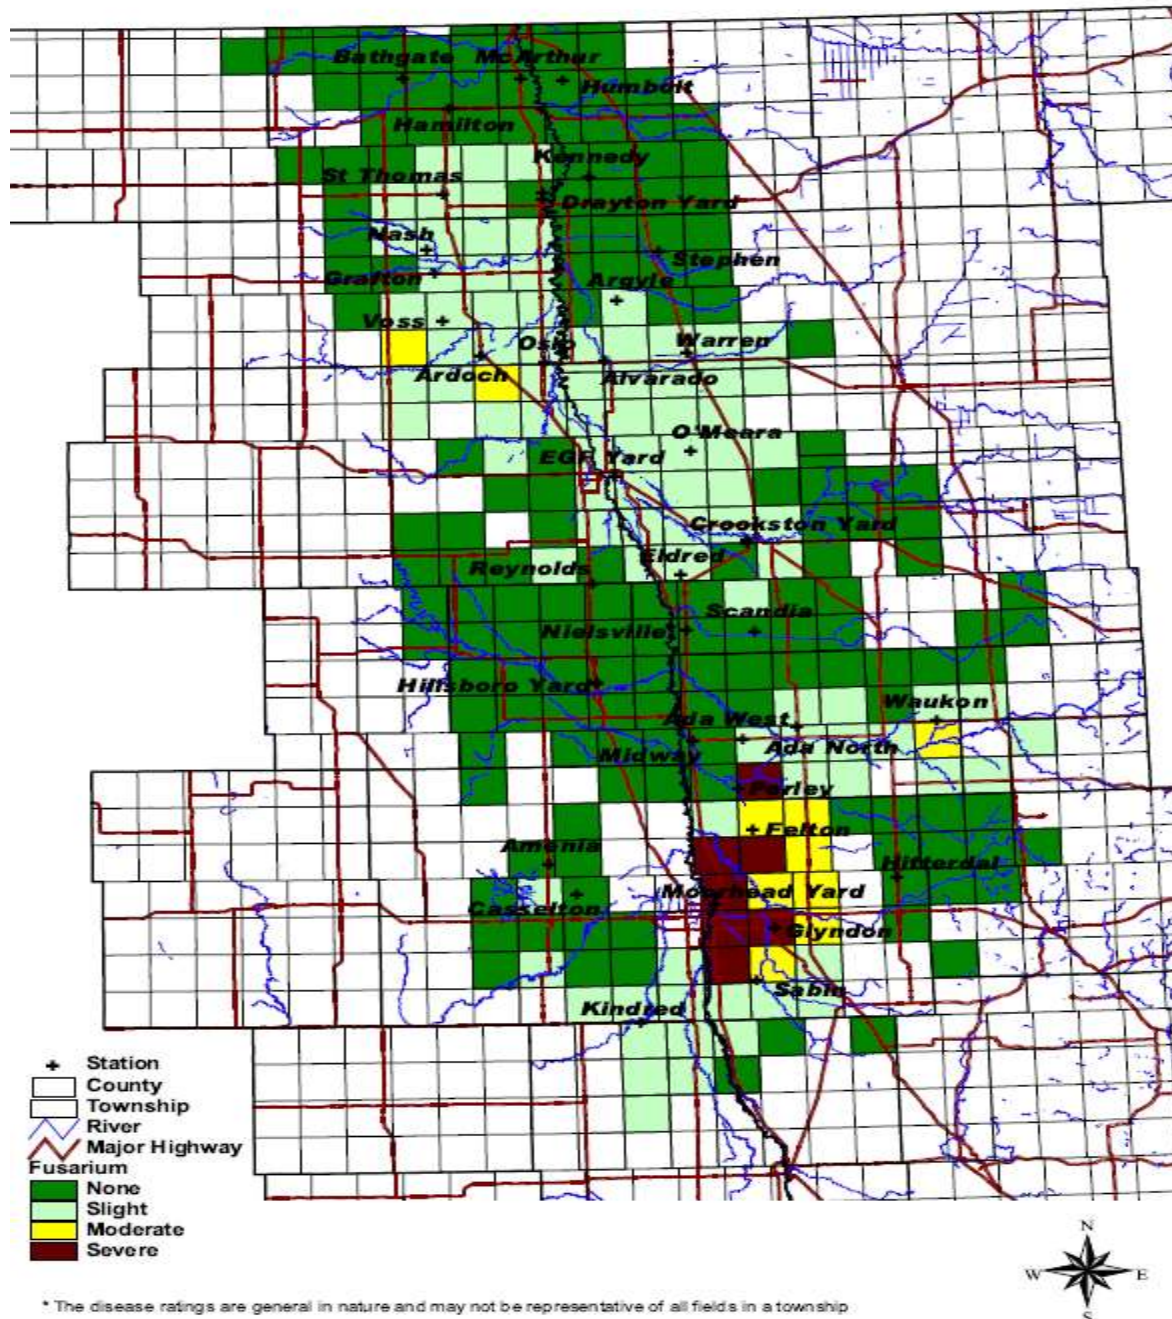 Bathgate McArthur
Humbolt
Hamilton
Kennedy
St Thomas
Drayton Yard
Nash
Stephen
Grafton
Argyle
Voss
Oslo
Warren
Ardoch
Alvarado
O'Meara
EGF Yard
Crookston Yard
Eldred
Reynolds
Scandia
Nielsville
Hillsboro Yard
Waukon
Ada West
Ada North
Midway
Perley
Felton
Amenia
Hitterdal
Moorhead Yard
Casselton
Glyndon
Sabin
Kindred
Station
County
Township
River
Major Highway
Fusarium
None
Slight
Moderate
Severe
N
W E
S
* The disease ratings are general in nature and may not be representative of all fields in a township